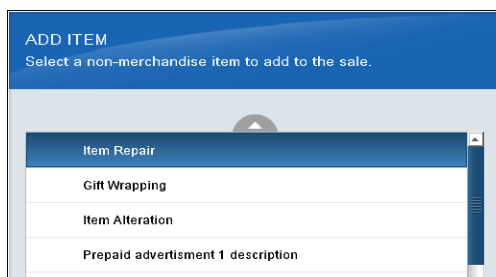 ADD ITEM
Select a non-merchandise item to add to the sale.
Item Repair
Gift Wrapping
Item Alteration
Prepaid advertisment 1 description